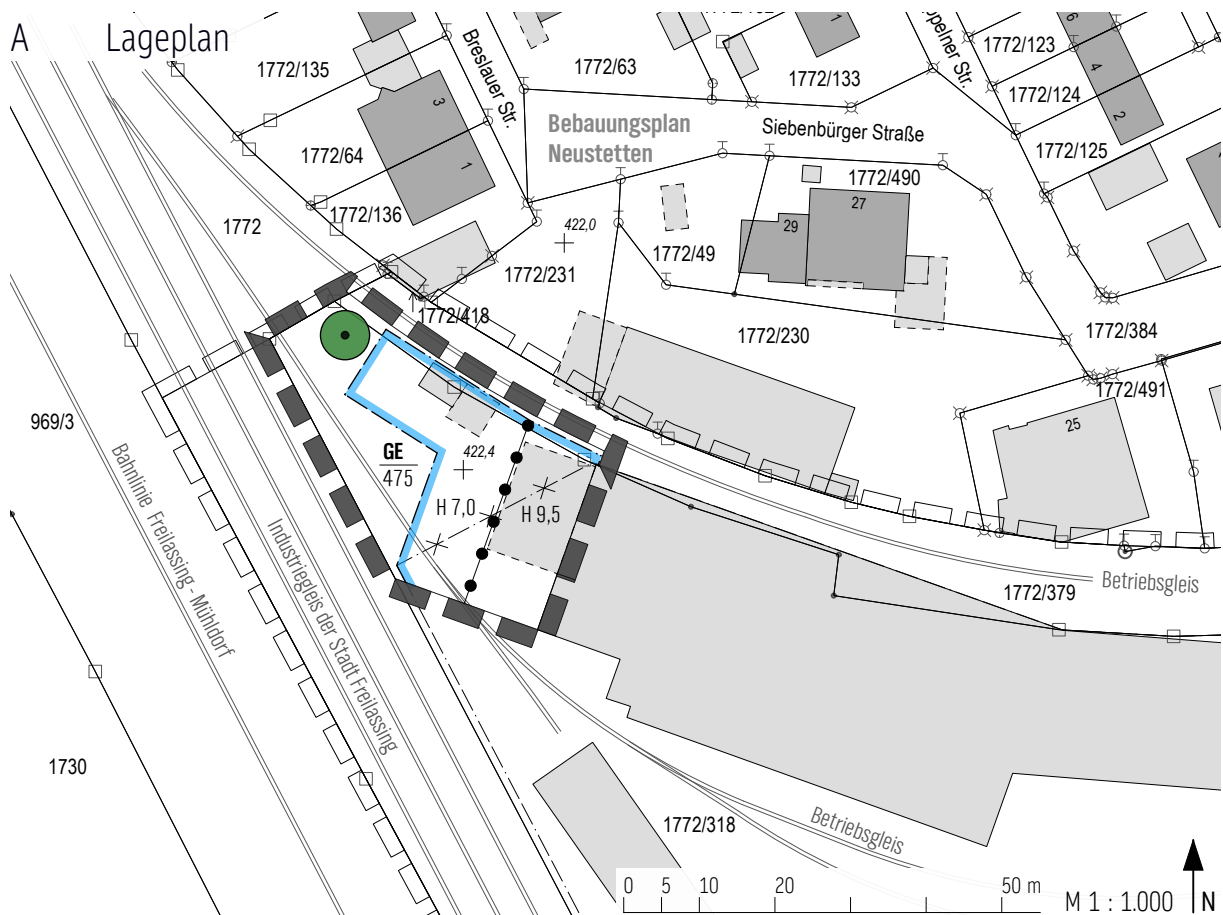 A Lageplan
1772/135
Breslauer Str.
1772/63
1
1772/133
1772/123
6
4
2
1772/124
1772/125
3
1
1772/64
Bebauungsplan
Neustetten
Siebenbürger Straße
1772/136
1772
422,0
1772/231
1772/49
1772/490
27
29
1772/418
1772/230
1772/384
1772/491
25
969/3
GE
475
422,4
H 7,0
H 9,5
Bahnlinie Freilassing - Mühldorf
Industriegleis der Stadt Freilassing
Betriebsgleis
1772/379
1730
1772/318
Betriebsgleis
0 5 10 20 50 m
M 1 : 1.000 N